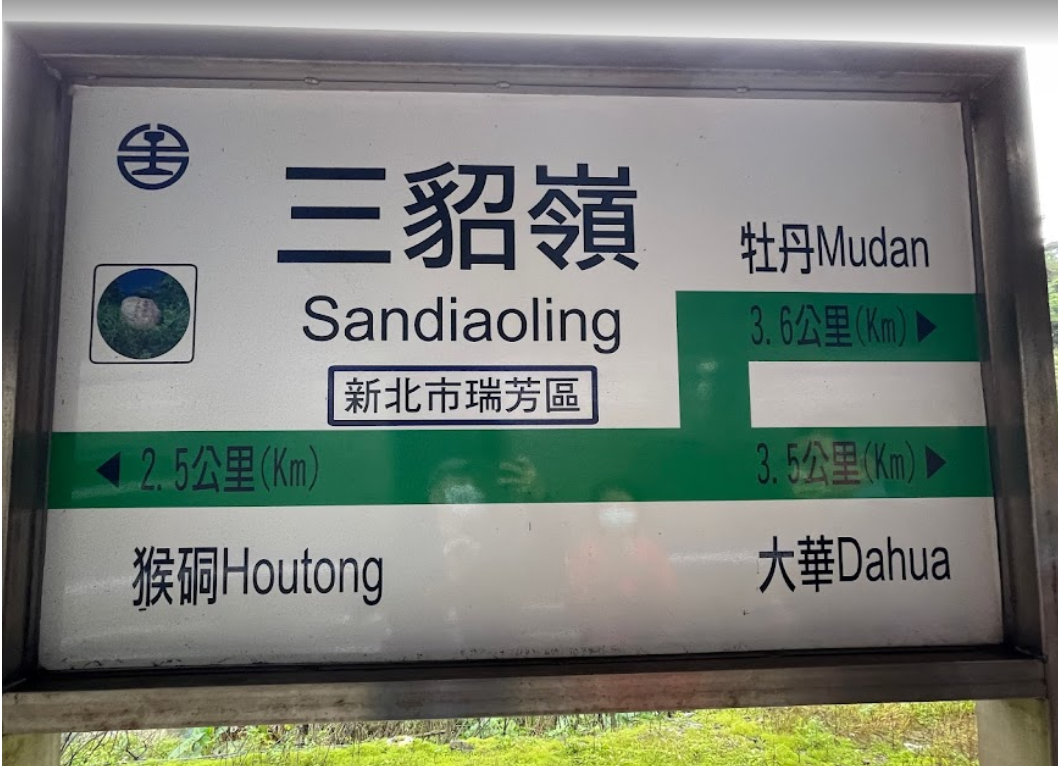 三貂嶺
Sandiaoling
新北市瑞芳區
牡丹Mudan
3.6公里(Km)▶
◀ 2.5公里(Km)
3.5公里(Km)▶
猴硐Houtong
大華Dahua